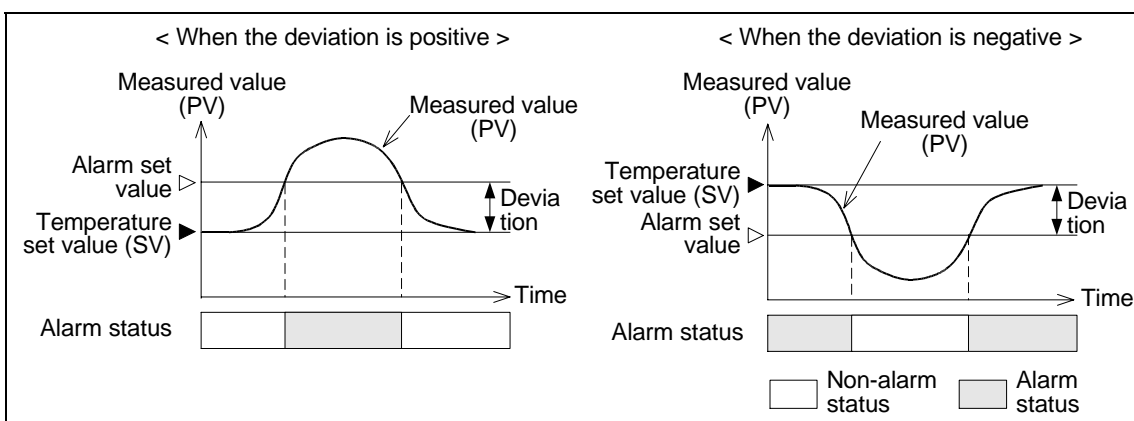 < When the deviation is positive >
Measured value
(PV)
Measured value
(PV)
Alarm set
value
Temperature
set value (SV)
Devia
tion
Time
Alarm status
< When the deviation is negative >
Measured value
(PV)
Measured value
(PV)
Temperature
set value (SV)
Alarm set
value
Devia
tion
Time
Alarm status
Non-alarm
status
Alarm
status